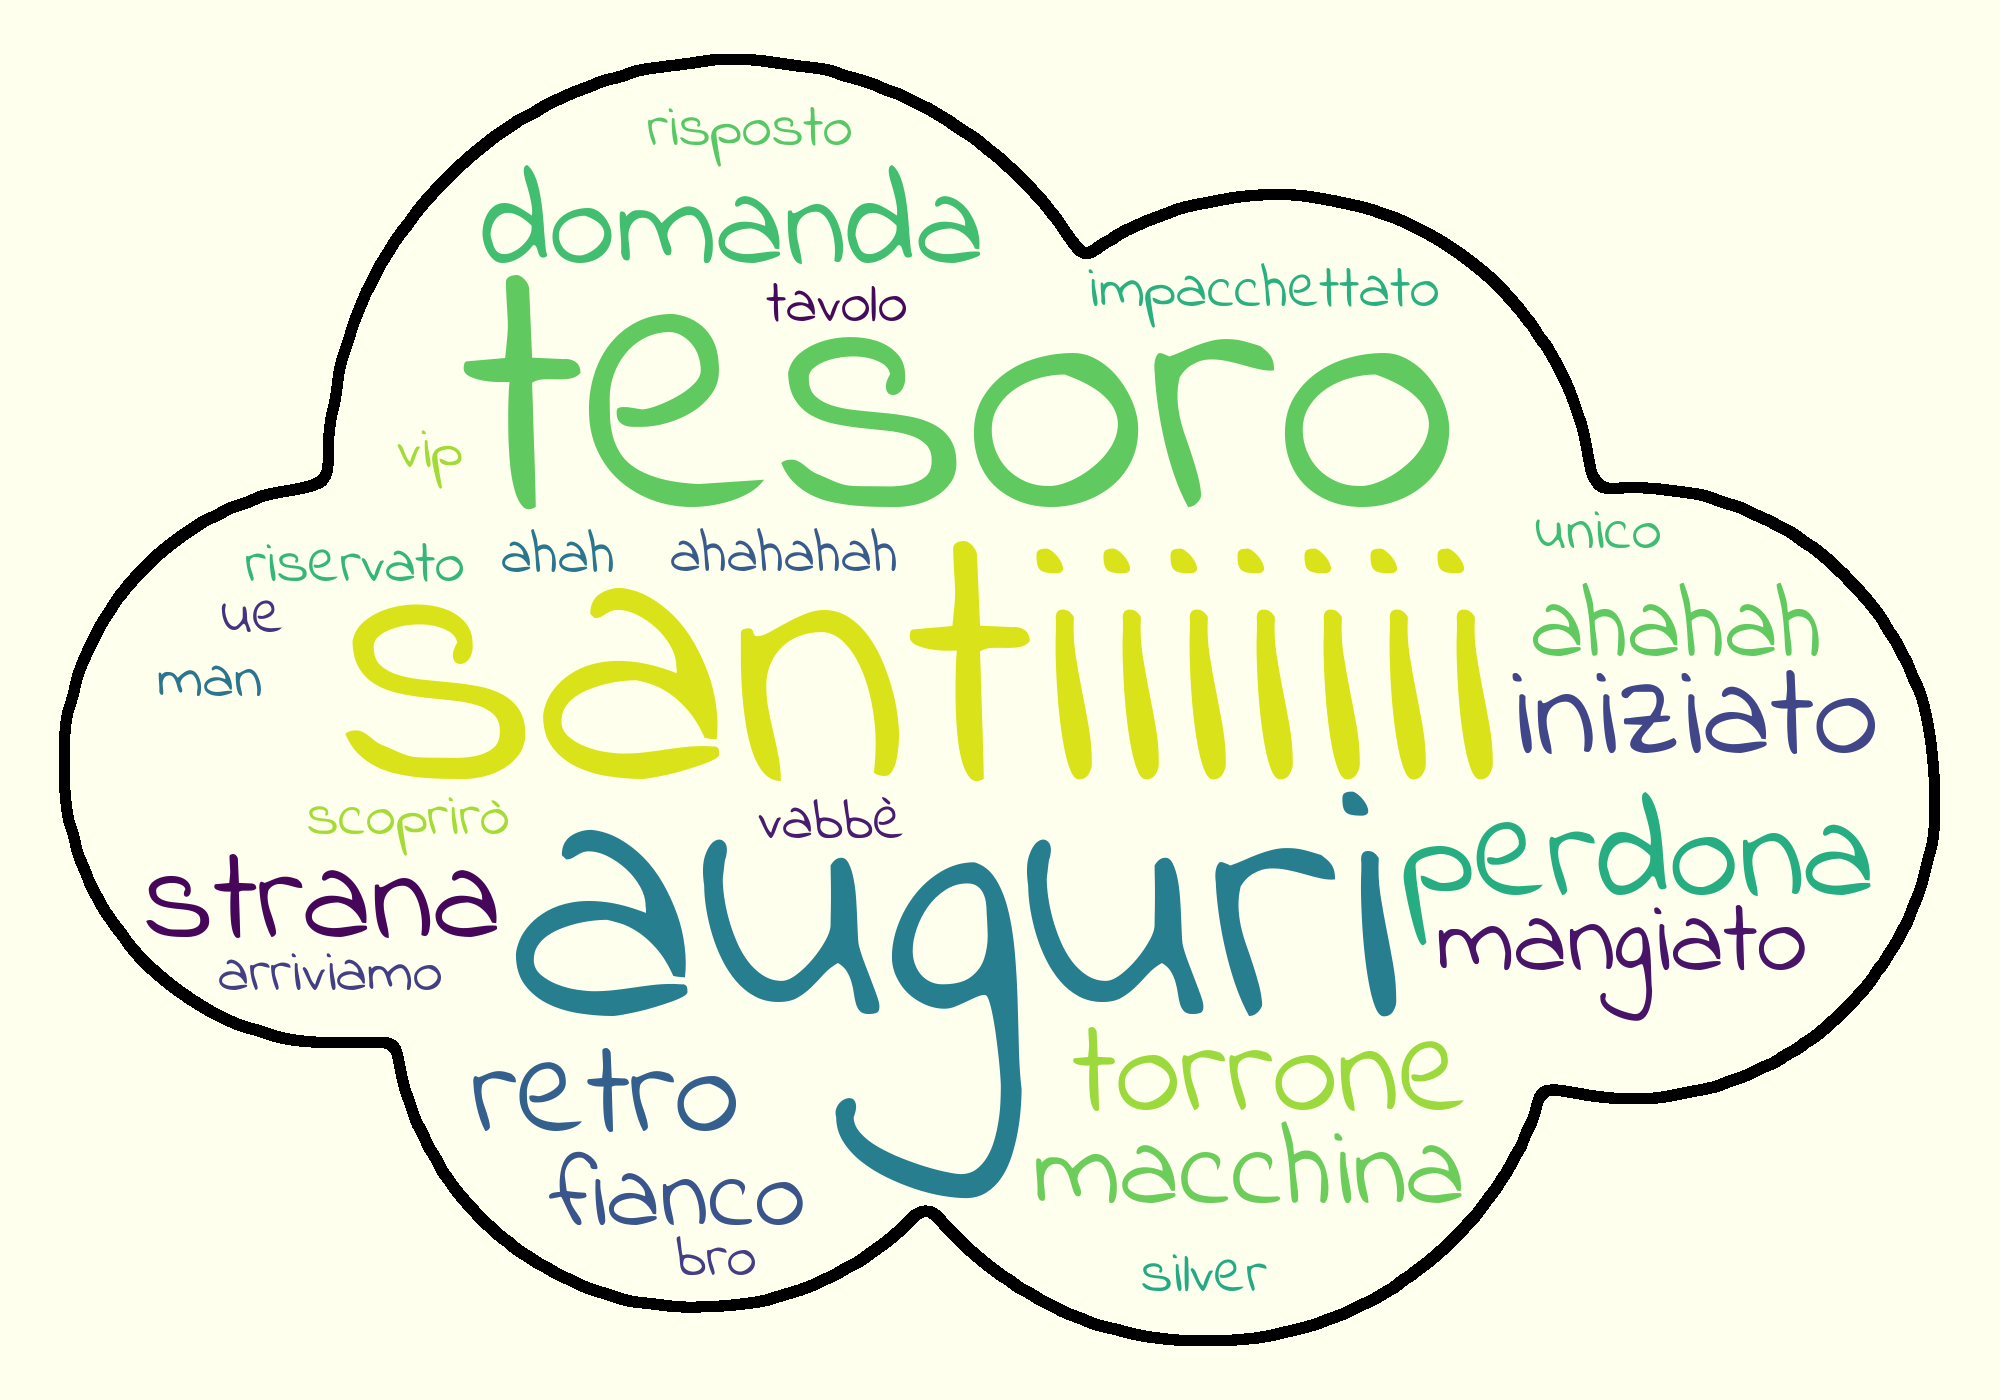 risposto
domanda
tavolo
impacchettato
tesoro
vip
unico
riservato
ahah
ahahahah
ue
ahahah
man
santiiiiiii
iniziato
scoprirò
vabbè
perdona
strana
auguri
mangiato
arriviamo
retro
torrone
fianco
macchina
bro
silver